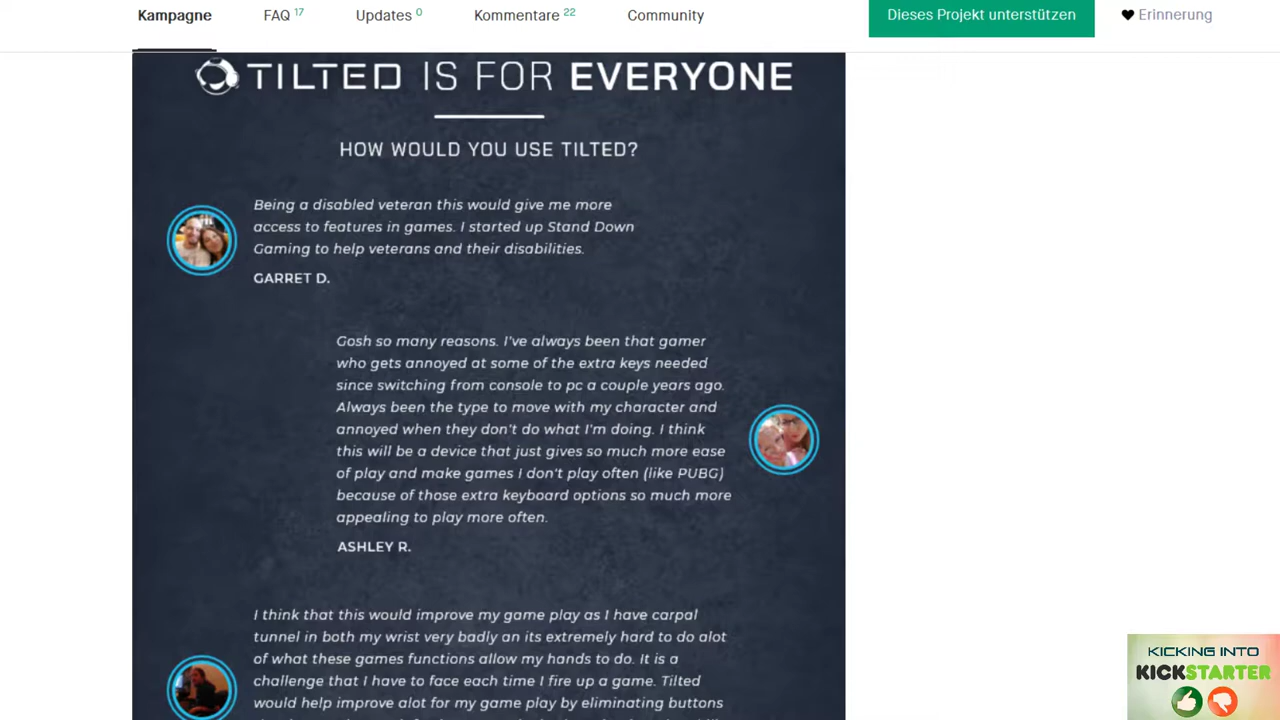 Kampagne FAQ 17 Updates 0 Kommentare 22 Community Dieses Projekt unterstützen Erinnerung
TILTED IS FOR EVERYONE
HOW WOULD YOU USE TILTED?
Being a disabled veteran this would give me more
access to features in games. I started up Stand Down
Gaming to help veterans and their disabilities.
GARRET D.
Gosh so many reasons. I've always been that gamer
who gets annoyed at some of the extra keys needed
since switching from console to pc a couple years ago.
Always been the type to move with my character and
annoyed when they don't do what I'm doing. I think
this will be a device that just gives so much more ease
of play and make games I don't play often (like PUBG)
because of those extra keyboard options so much more
appealing to play more often.
ASHLEY R.
I think that this would improve my game play as I have carpal
tunnel in both my wrist very badly an its extremely hard to do alot
of what these games functions allow my hands to do. It is a
challenge that I have to face each time I fire up a game. Tilted
would help improve alot for my game play by eliminating buttons
KICKING INTO
KICKSTARTER